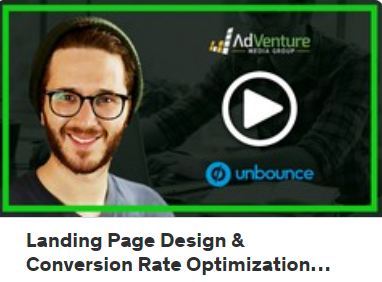 AdVenture
MEDIA GROUP
unbounce
Landing Page Design &
Conversion Rate Optimization...